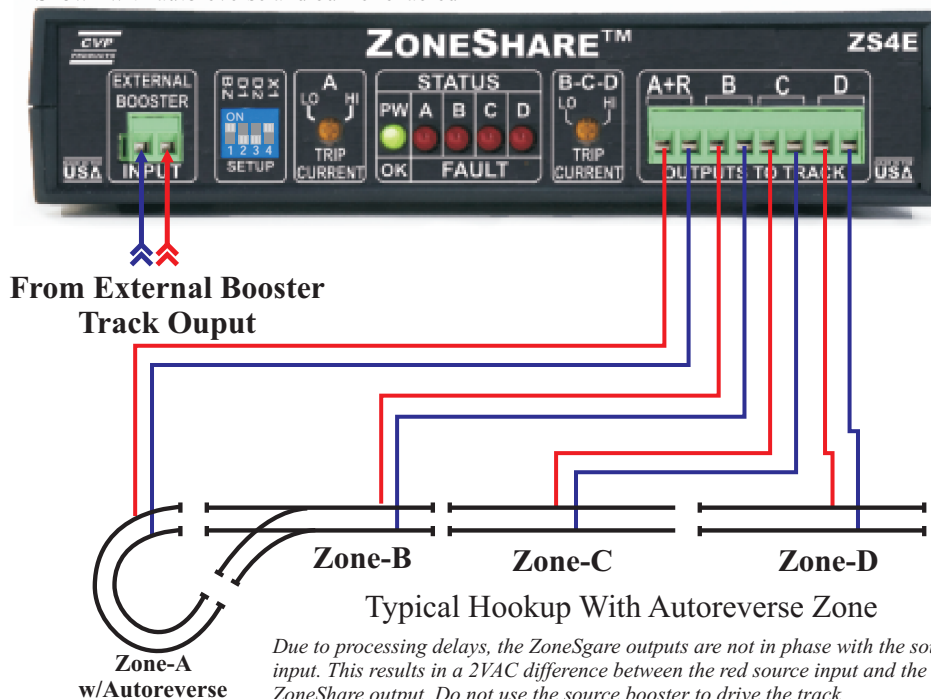 CVP
PRODUCTS
ZONESHARE™
ZS4E
EXTERNAL
BOOSTER
INPUT
USA
BZ D1 D2 X1
ON
1 2 3 4
SETUP
A
LO HI
TRIP
CURRENT
STATUS
PW A B C D
OK FAULT
B-C-D
LO HI
TRIP
CURRENT
A+R B C D
OUTPUTS TO TRACK
USA
From External Booster
Track Ouput
Zone-B
Zone-C
Zone-D
Typical Hookup With Autoreverse Zone
Zone-A
w/Autoreverse
Due to processing delays, the ZoneSgare outputs are not in phase with the
input. This results in a 2VAC difference between the red source input and the
ZoneShare output. Do not use the source booster to drive the track